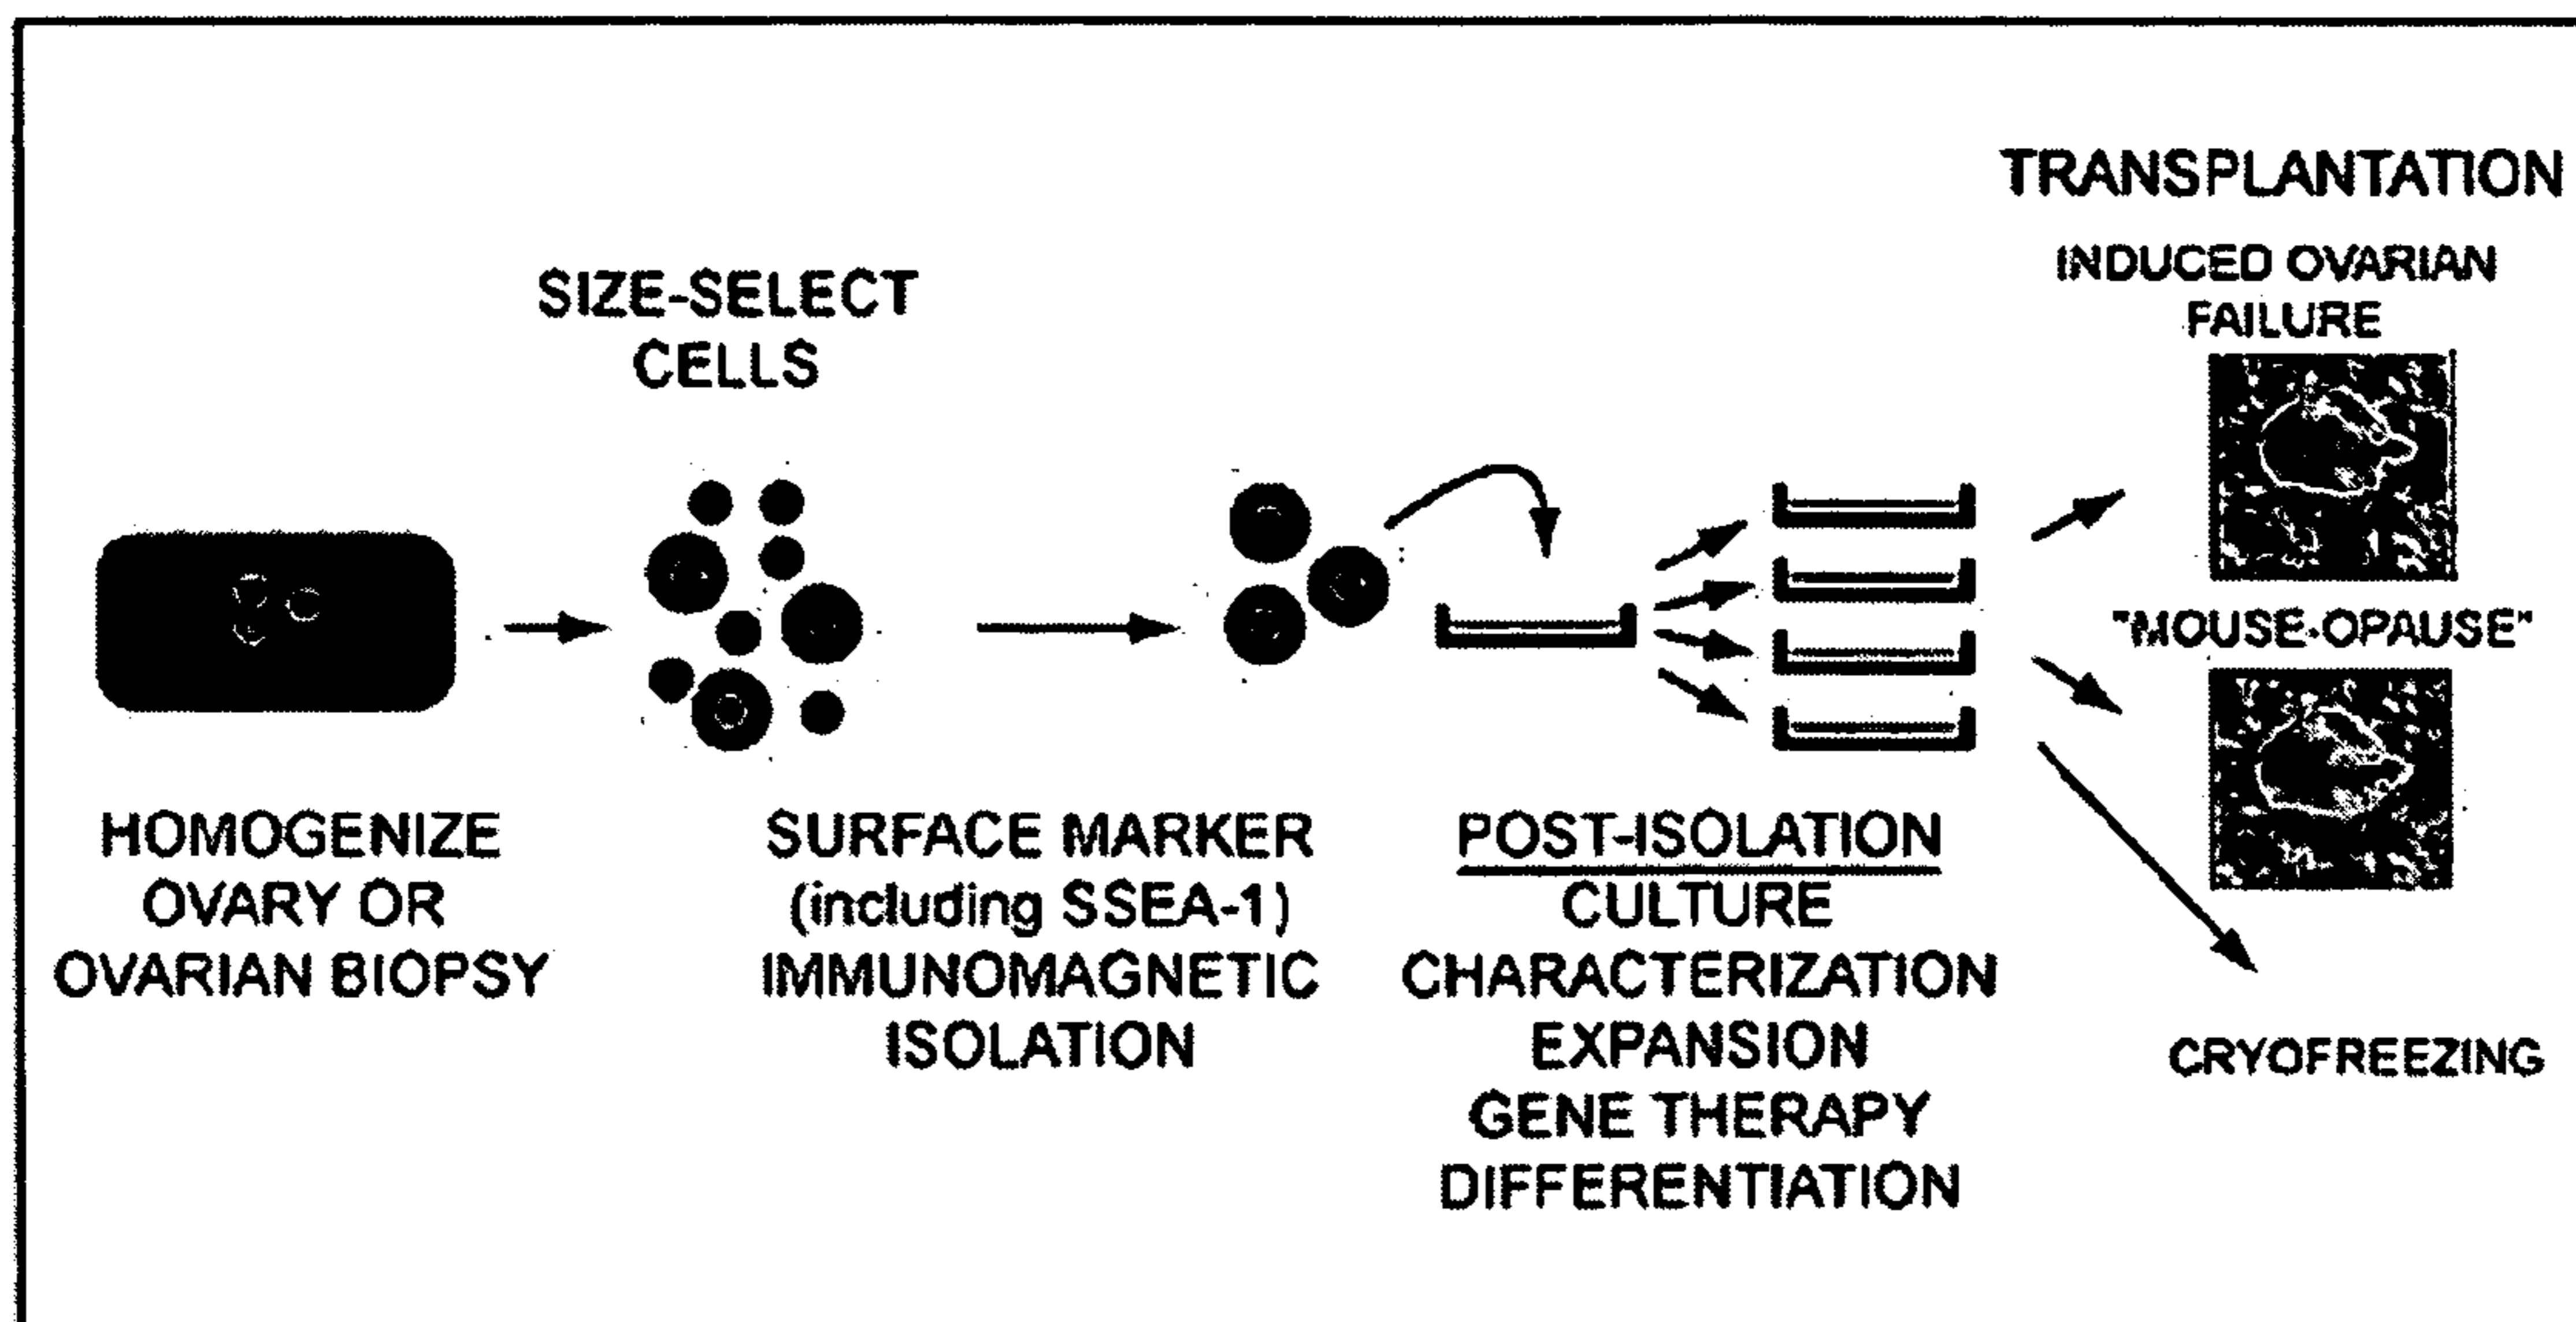 HOMOGENIZE
OVARY OR
OVARIAN BIOPSY
SIZE-SELECT
CELLS
SURFACE MARKER
(including SSEA-1)
IMMUNOMAGNETIC
ISOLATION
POST-ISOLATION
CULTURE
CHARACTERIZATION
EXPANSION
GENE THERAPY
DIFFERENTIATION
TRANSPLANTATION
INDUCED OVARIAN
FAILURE
"MOUSE-OPAUSE"
CRYOFREEZING